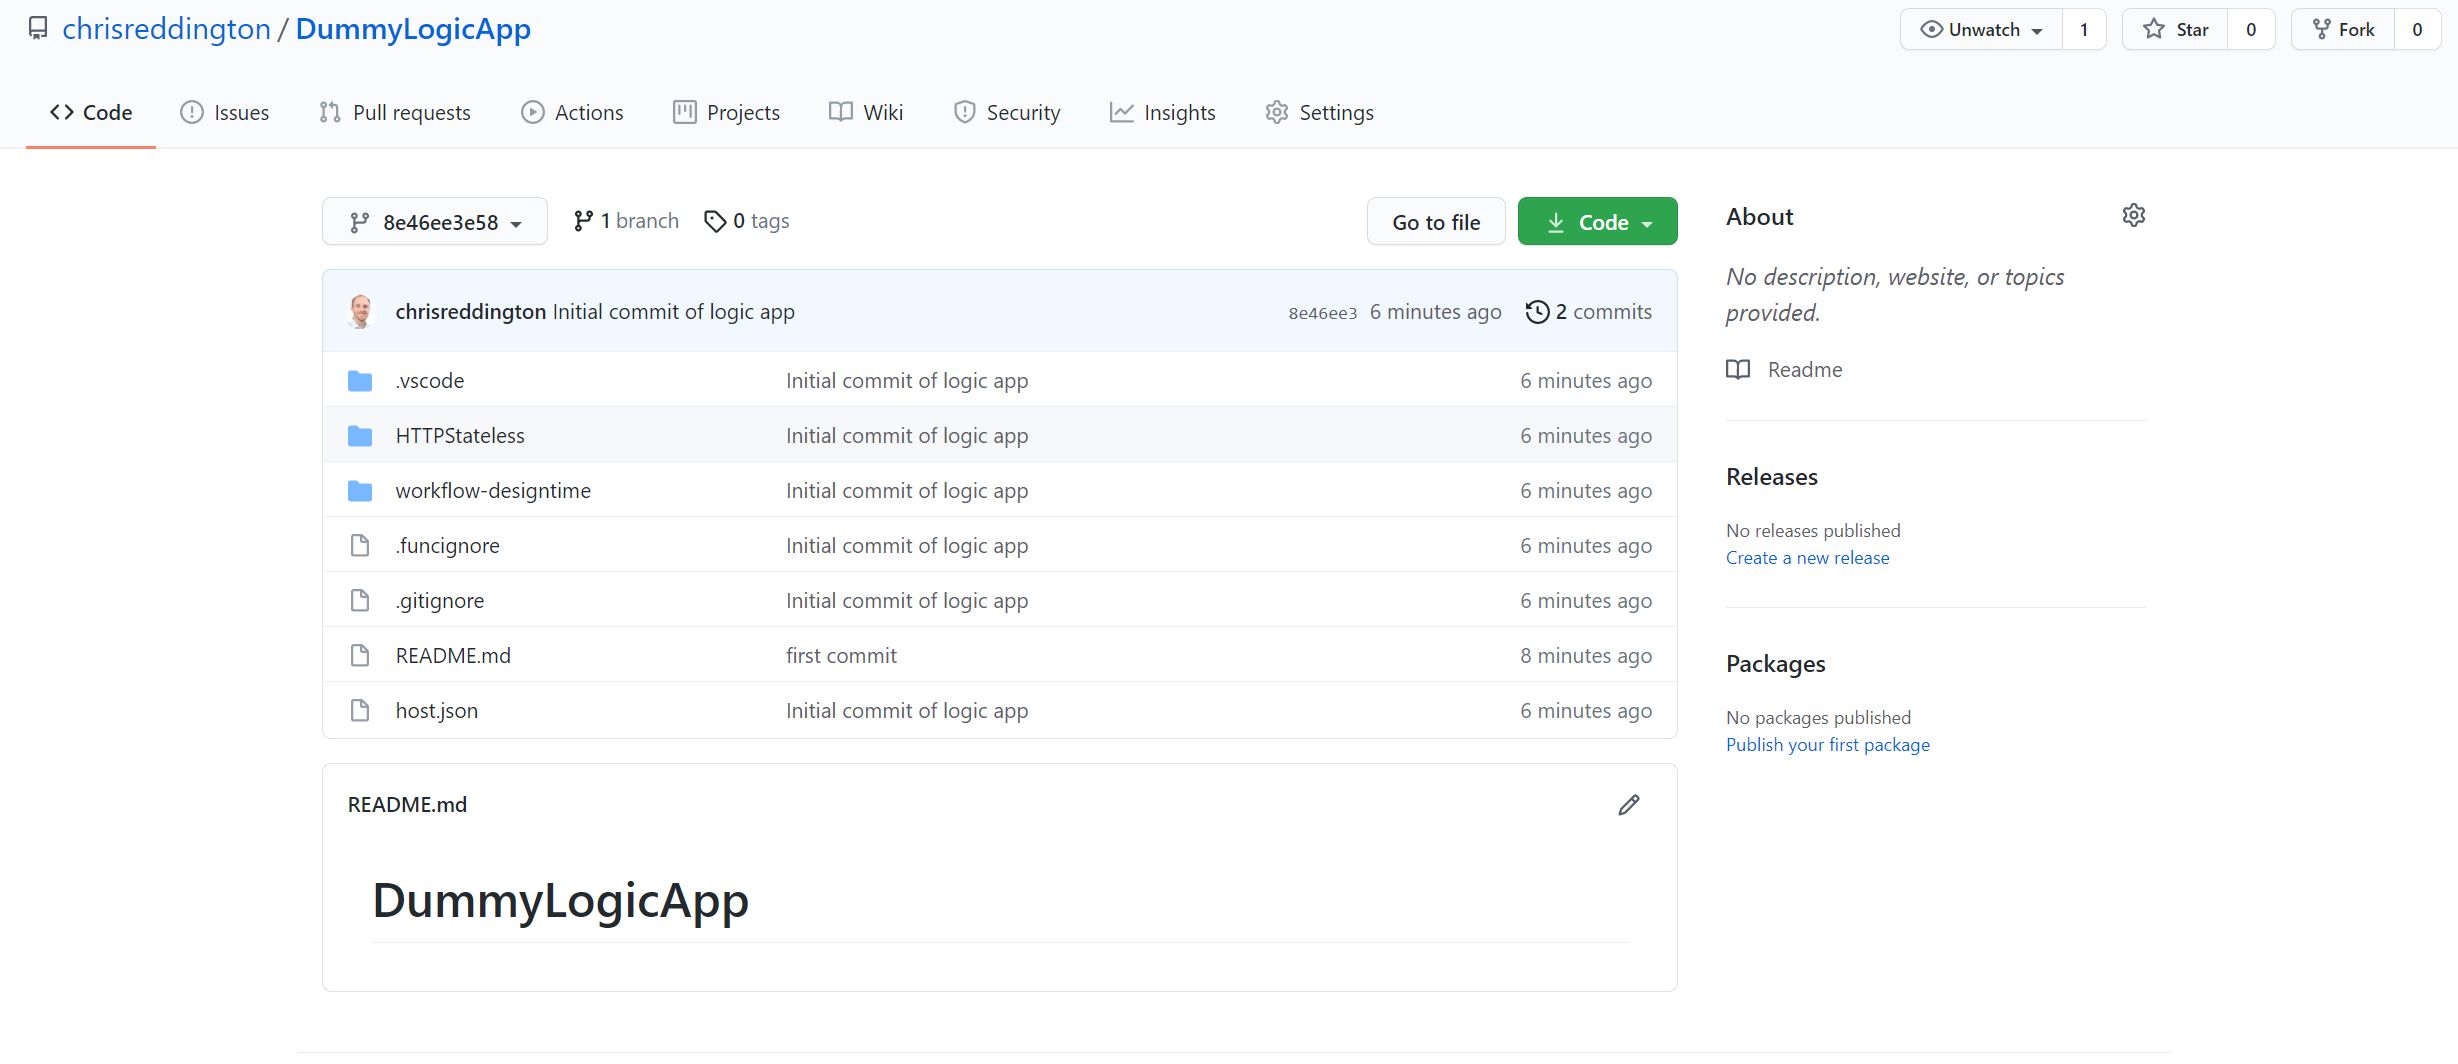 chrisreddington / DummyLogicApp
Unwatch 1 Star 0 Fork 0
Code Issues Pull requests Actions Projects Wiki Security Insights Settings
8e46ee3e58 1 branch 0 tags Go to file Code
chrisreddington Initial commit of logic app 8e46ee3 6 minutes ago 2 commits
.vscode Initial commit of logic app 6 minutes ago
HTTPStateless Initial commit of logic app 6 minutes ago
workflow-designtime Initial commit of logic app 6 minutes ago
.funcignore Initial commit of logic app 6 minutes ago
.gitignore Initial commit of logic app 6 minutes ago
README.md first commit 8 minutes ago
host.json Initial commit of logic app 6 minutes ago
README.md
DummyLogicApp
About
No description, website, or topics
provided.
Readme
Releases
No releases published
Create a new release
Packages
No packages published
Publish your first package